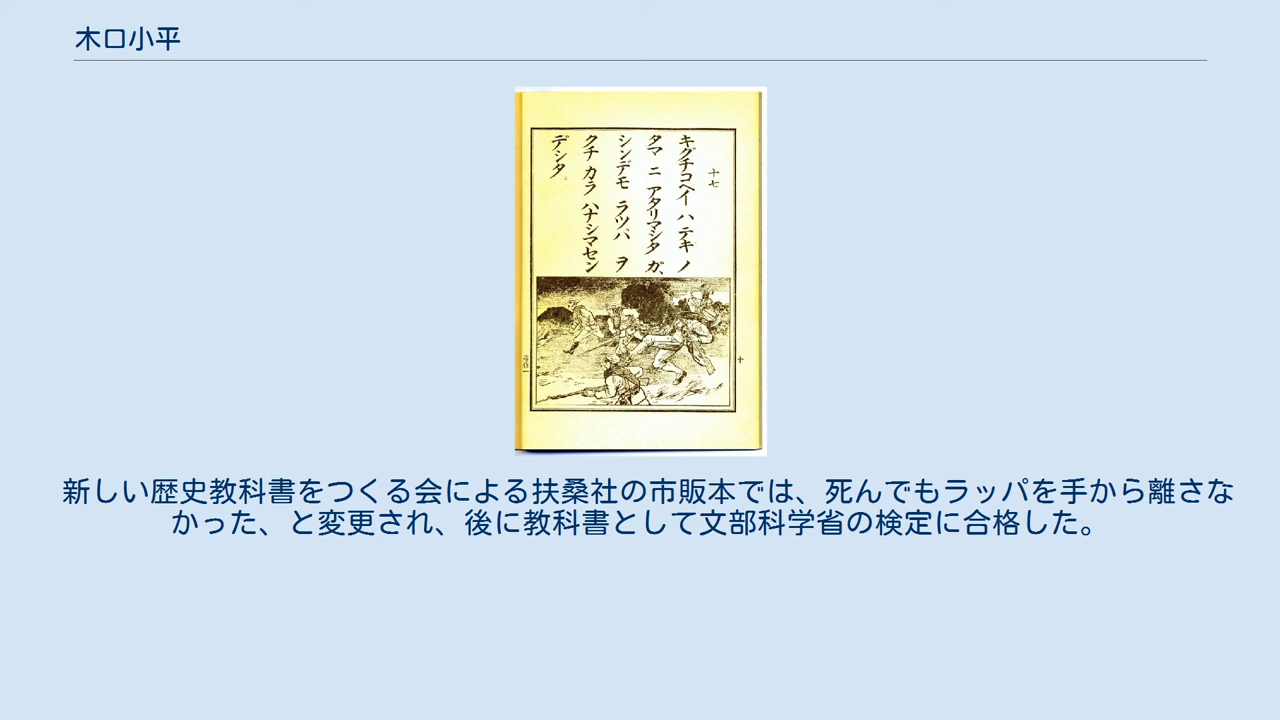 木口小平
十七
キグチコヘイ ハ テキ ノ
タマ ニ アタリマシタ ガ、
シンデモ ラツパ ヲ
クチ カラ ハナシマセン
デシタ。
十
新しい歴史教科書をつくる会による扶桑社の市販本では、死んでもラッパを手から離さな
かった、と変更され、後に教科書として文部科学省の検定に合格した。